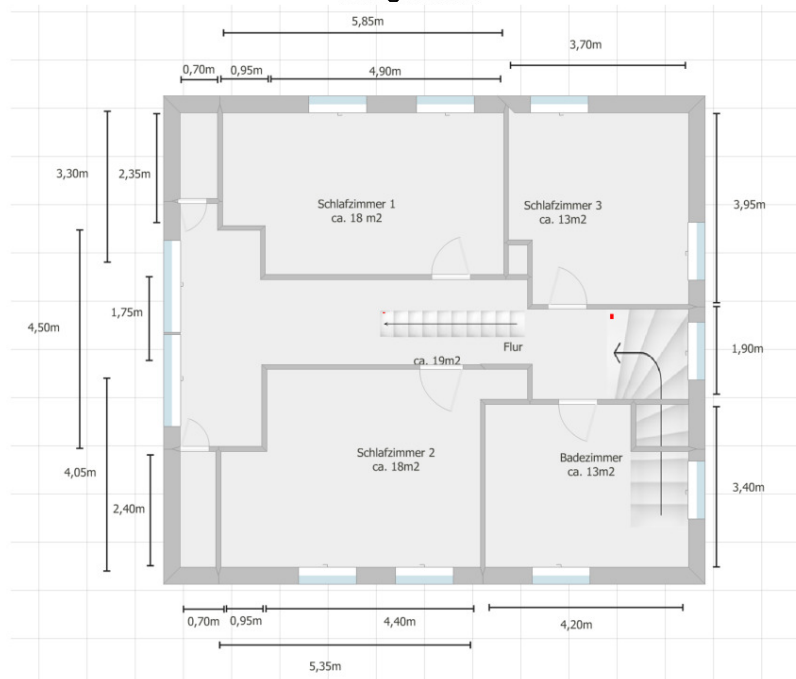 5,85m
3,70m
0,70m
0,95m
4,90m
3,30m
2,35m
Schlafzimmer 1
ca. 18 m2
Schlafzimmer 3
ca. 13m2
3,95m
4,50m
1,75m
Flur
ca. 19m2
1,90m
4,05m
2,40m
Schlafzimmer 2
ca. 18m2
Badezimmer
ca. 13m2
3,40m
0,70m
0,95m
4,40m
4,20m
5,35m